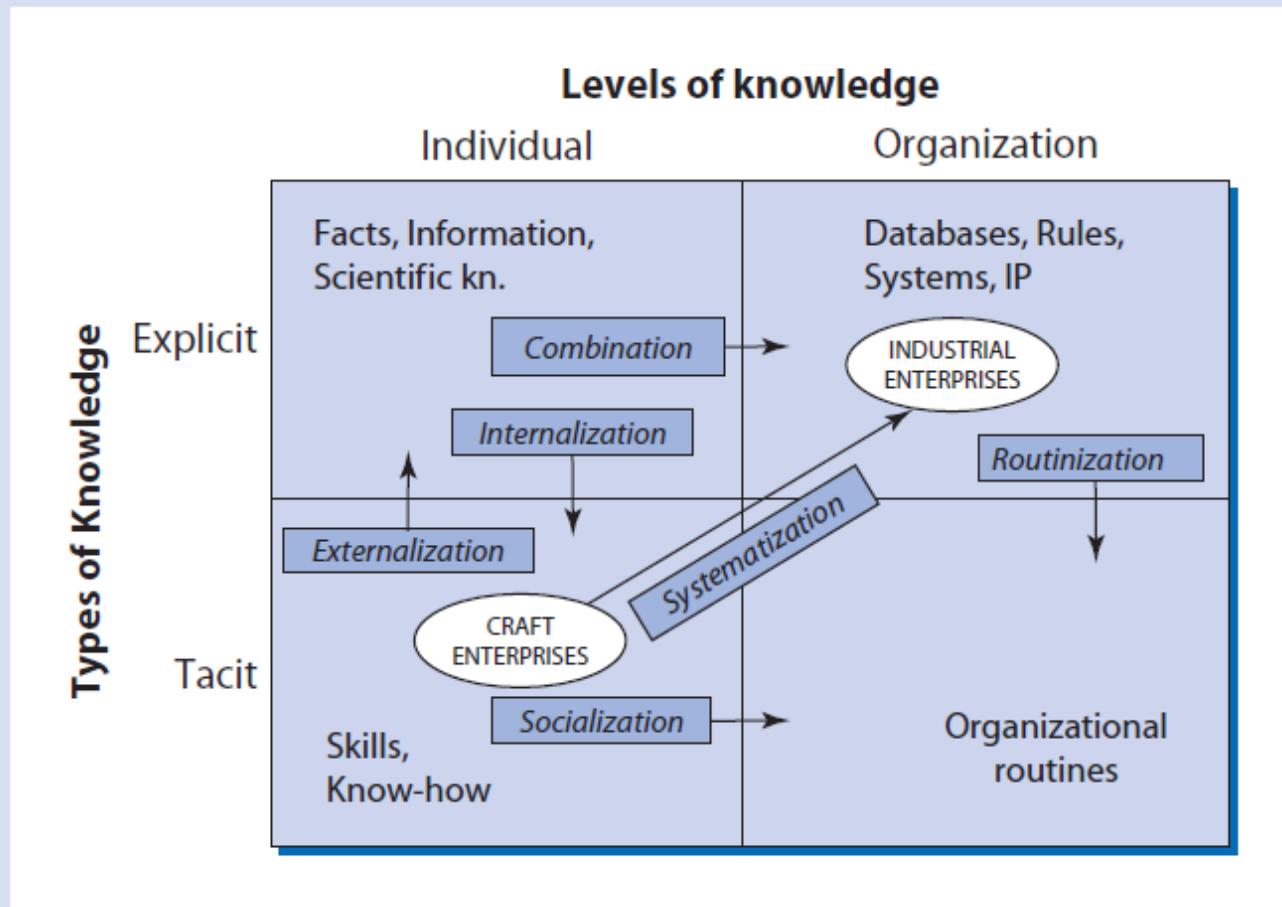 Levels of knowledge
Individual
Organization
Types of Knowledge
Explicit
Facts, Information,
Scientific kn.
Databases, Rules,
Systems, IP
Combination
INDUSTRIAL
ENTERPRISES
Internalization
Routinization
Externalization
Systematization
CRAFT
ENTERPRISES
Tacit
Socialization
Skills,
Know-how
Organizational
routines